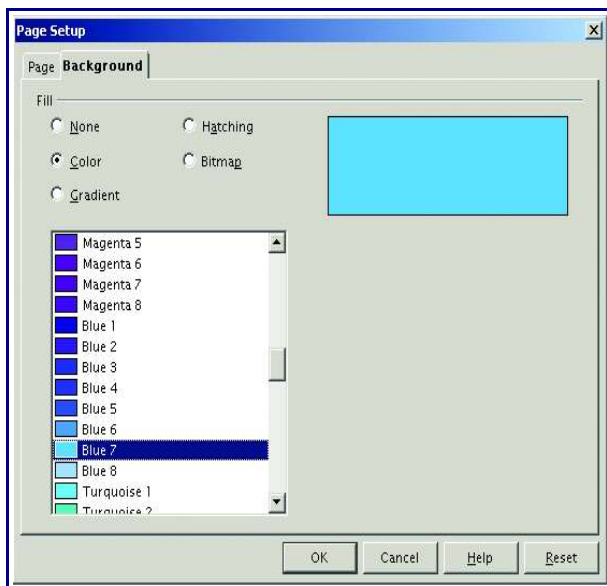 Page Setup
Page Background
Fill
None Hatching
Color Bitmap
Gradient
Magenta 5
Magenta 6
Magenta 7
Magenta 8
Blue 1
Blue 2
Blue 3
Blue 4
Blue 5
Blue 6
Blue 7
Blue 8
Turquoise 1
Turquoise 2
OK Cancel Help Reset